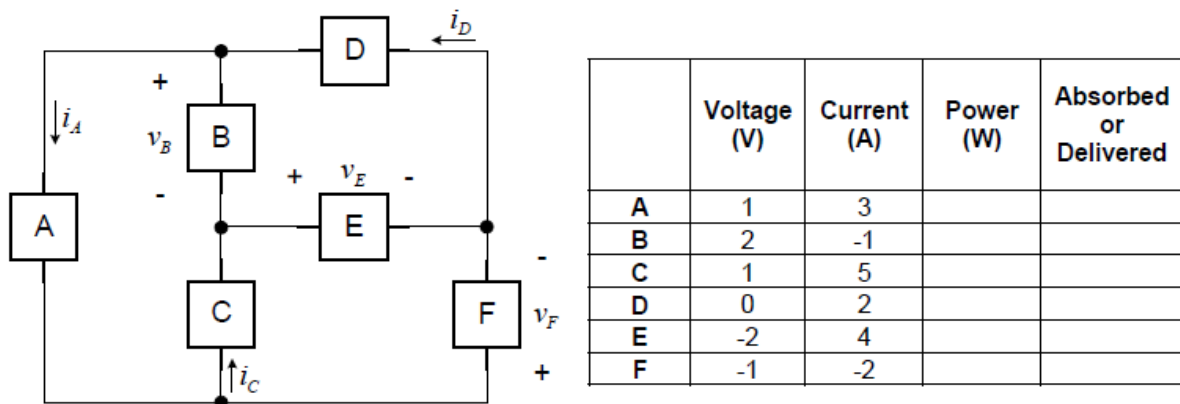 i_D
D
+
i_A
v_B
B
-
+ v_E -
A
E
C
-
F
v_F
+
i_C
Voltage (V) Current (A) Power (W) Absorbed or Delivered
A 1 3
B 2 -1
C 1 5
D 0 2
E -2 4
F -1 -2